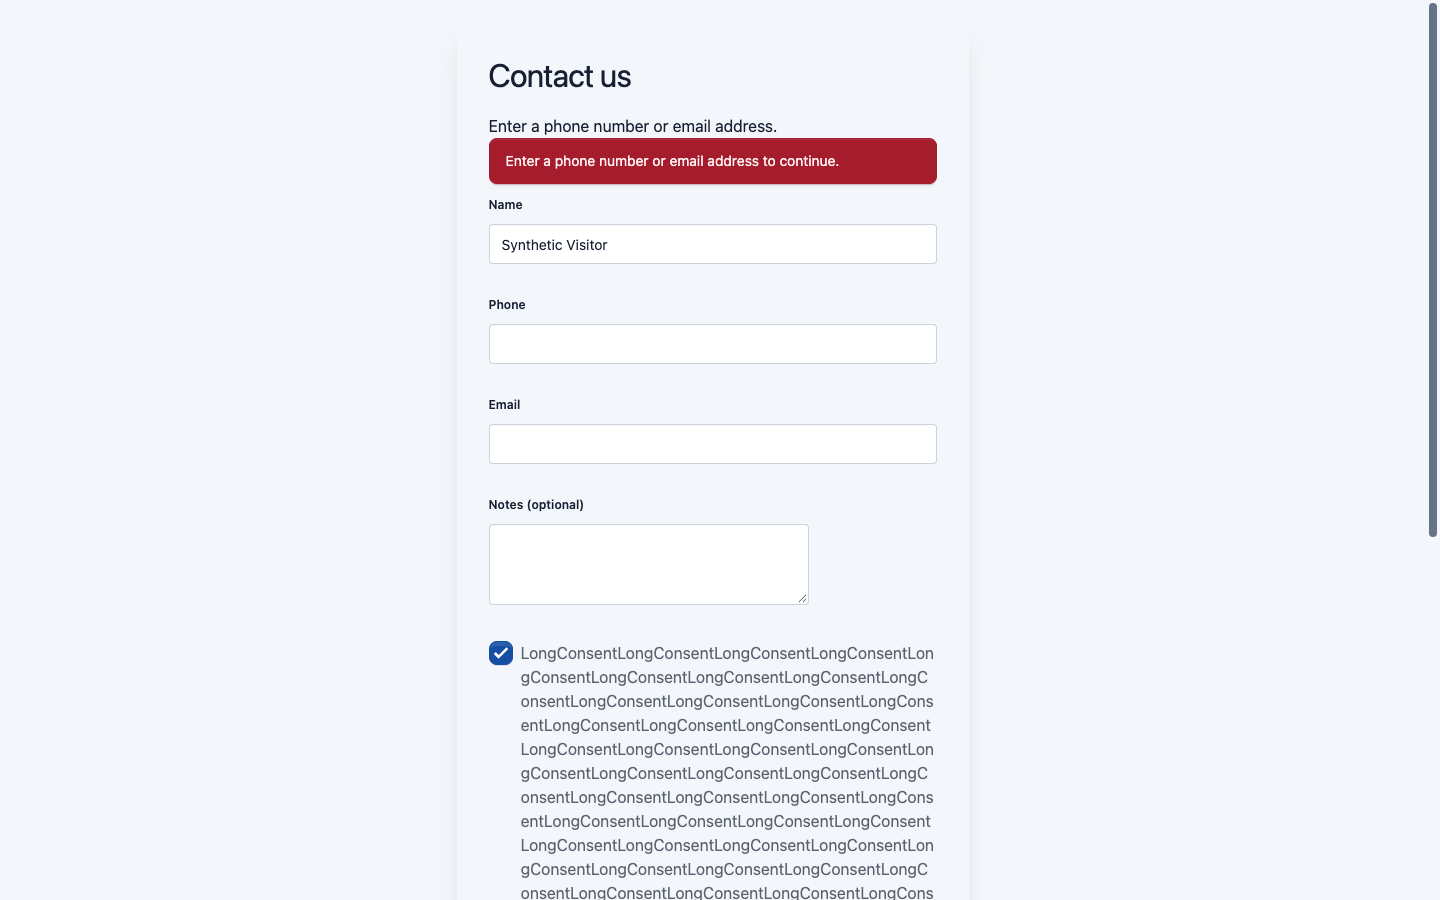 Contact us
Enter a phone number or email address.
Enter a phone number or email address to continue.
Name
Synthetic Visitor
Phone
Email
Notes (optional)
LongConsentLongConsentLongConsentLongConsentLon
gConsentLongConsentLongConsentLongConsentLongC
onsentLongConsentLongConsentLongConsentLongCons
entLongConsentLongConsentLongConsentLongConsent
LongConsentLongConsentLongConsentLongConsentLon
gConsentLongConsentLongConsentLongConsentLongC
onsentLongConsentLongConsentLongConsentLongCons
entLongConsentLongConsentLongConsentLongConsent
LongConsentLongConsentLongConsentLongConsentLon
gConsentLongConsentLongConsentLongConsentLongC
onsentLongConsentLongConsentLongConsentLongCons